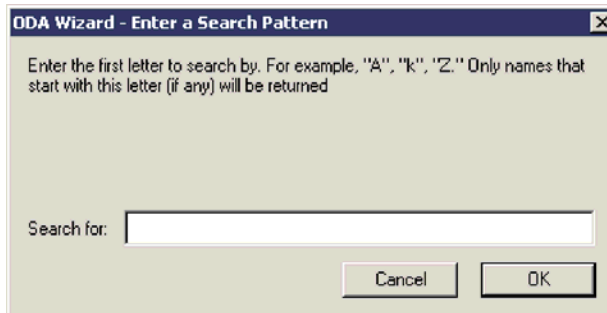 ODA Wizard - Enter a Search Pattern
Enter the first letter to search by. For example, "A", "k", "Z." Only names that
start with this letter (if any) will be returned
Search for:
Cancel
OK